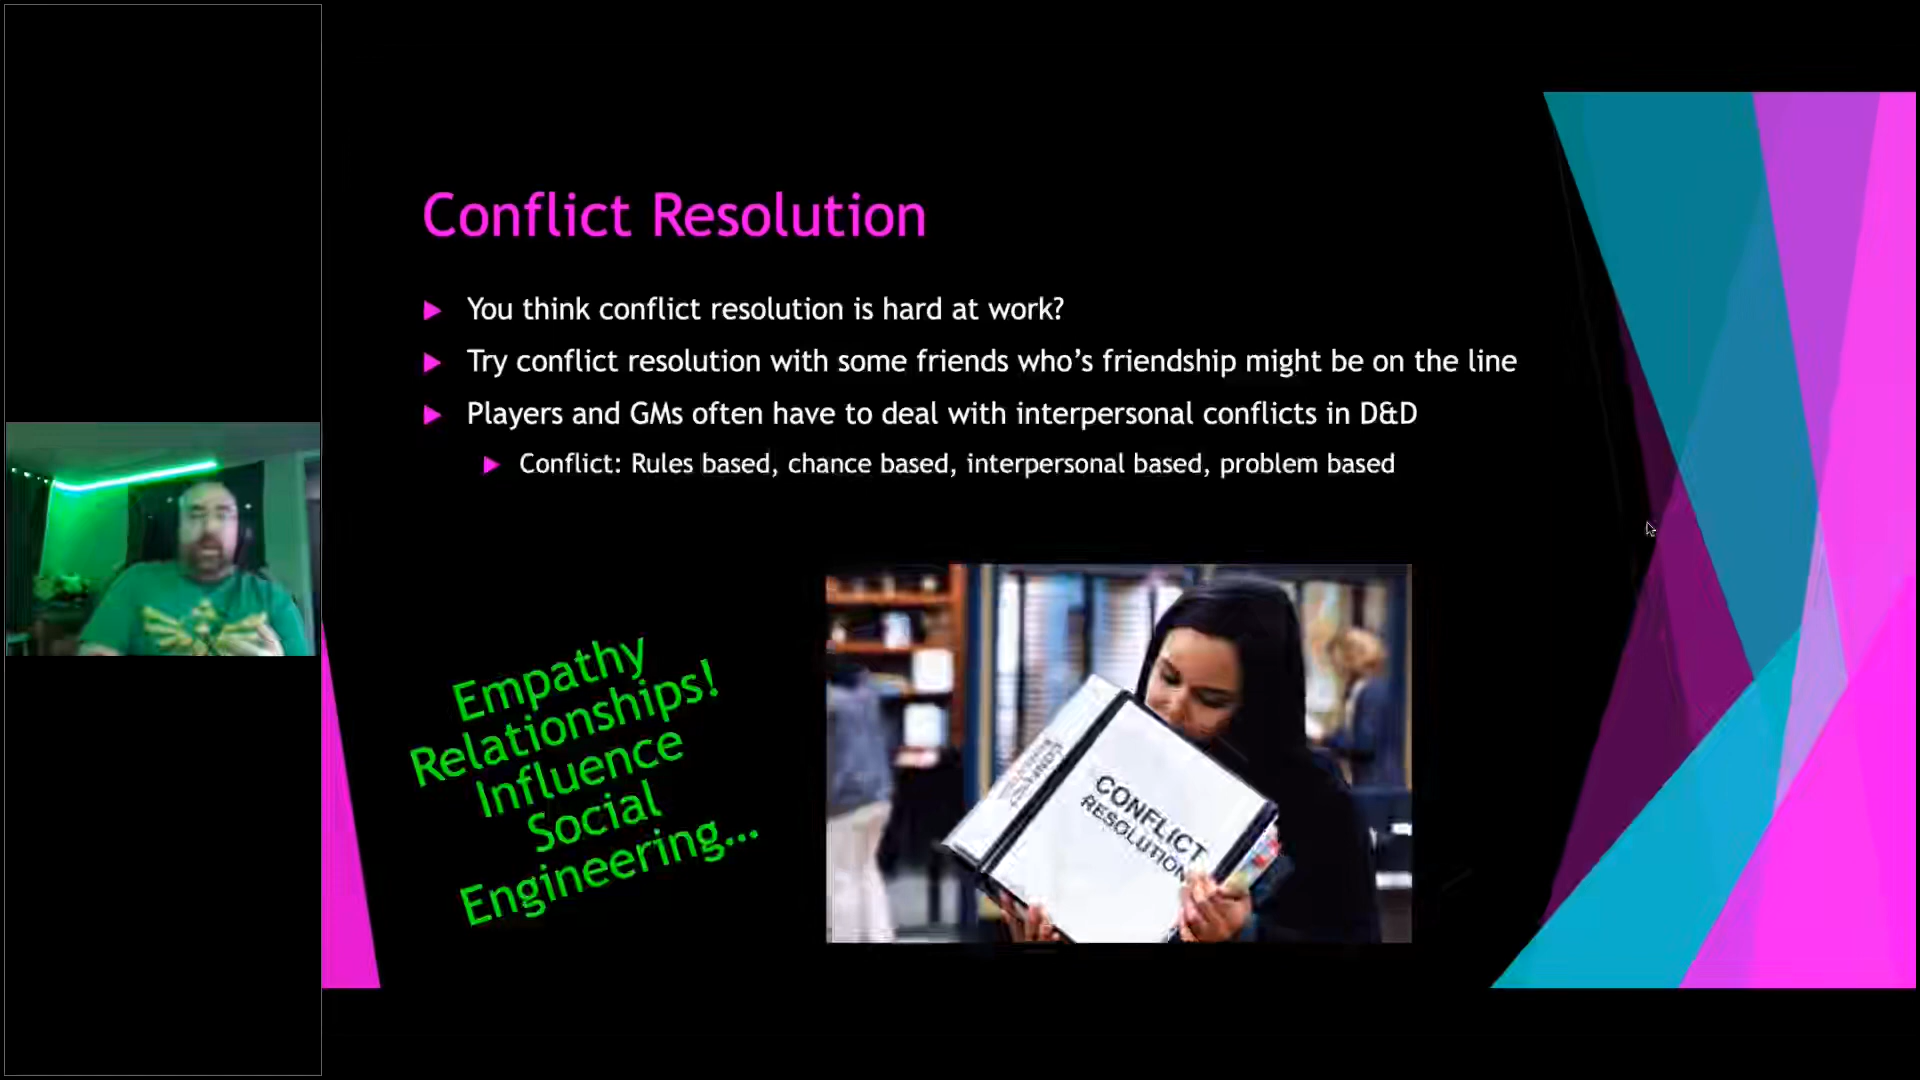 Conflict Resolution
You think conflict resolution is hard at work?
Try conflict resolution with some friends who’s friendship might be on the line
Players and GMs often have to deal with interpersonal conflicts in D&D
Conflict: Rules based, chance based, interpersonal based, problem based
Empathy
Relationships!
Influence
Social
Engineering...
CONFLICT
RESOLUTION